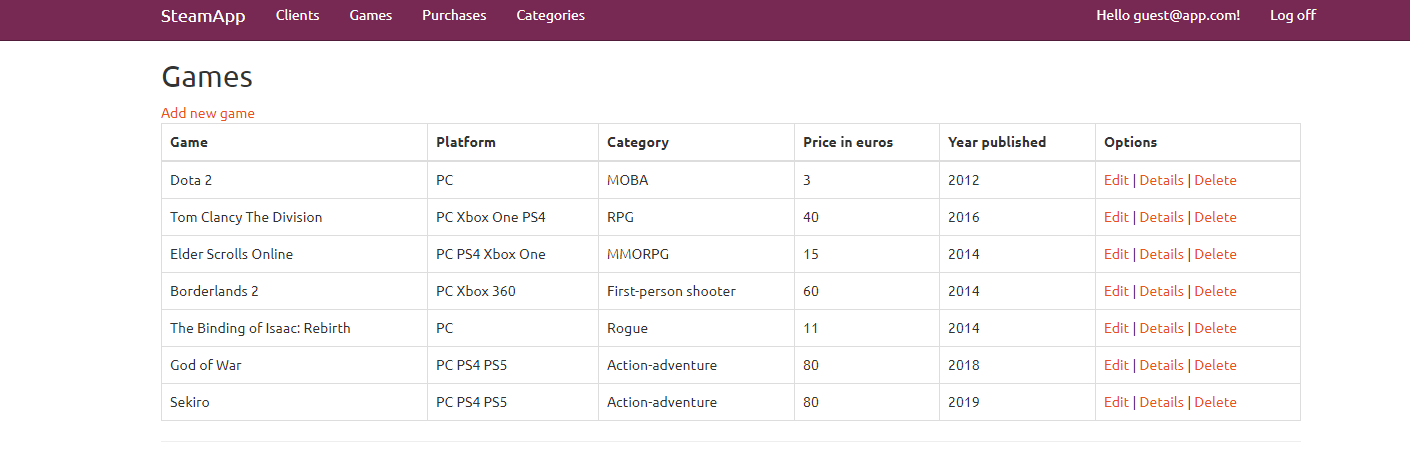 SteamApp Clients Games Purchases Categories Hello guest@app.com! Log off
Games
Add new game
Game Platform Category Price in euros Year published Options
Dota 2 PC MOBA 3 2012 Edit | Details | Delete
Tom Clancy The Division PC Xbox One PS4 RPG 40 2016 Edit | Details | Delete
Elder Scrolls Online PC PS4 Xbox One MMORPG 15 2014 Edit | Details | Delete
Borderlands 2 PC Xbox 360 First-person shooter 60 2014 Edit | Details | Delete
The Binding of Isaac: Rebirth PC Rogue 11 2014 Edit | Details | Delete
God of War PC PS4 PS5 Action-adventure 80 2018 Edit | Details | Delete
Sekiro PC PS4 PS5 Action-adventure 80 2019 Edit | Details | Delete